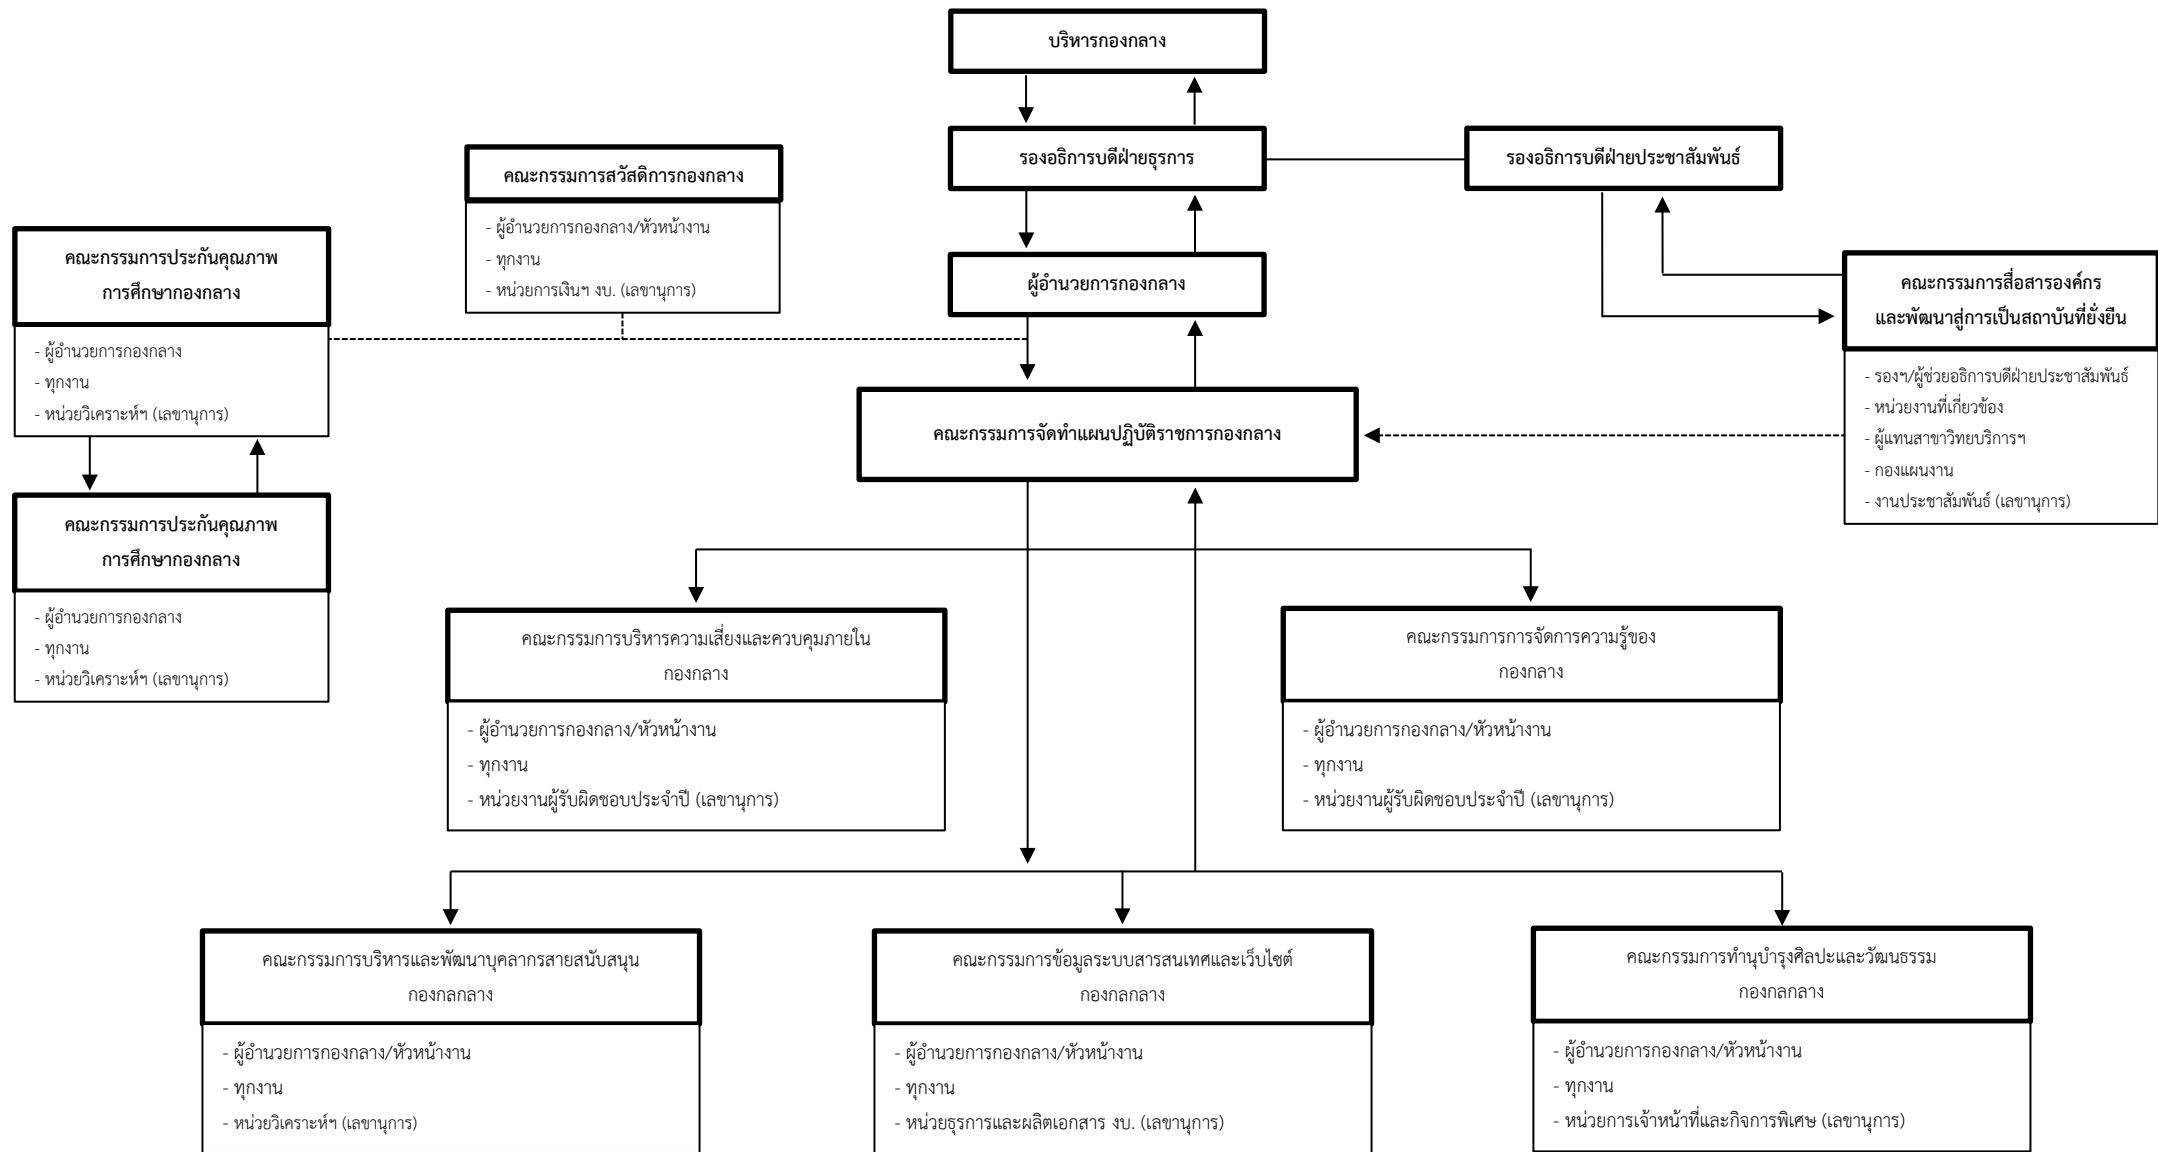 บริหารกองกลาง
รองอธิการบดีฝ่ายธุรการ
รองอธิการบดีฝ่ายประชาสัมพันธ์
คณะกรรมการสวัสดิการกองกลาง
- ผู้อำนวยการกองกลาง/หัวหน้างาน
- ทุกงาน
- หน่วยการเงินฯ งบ. (เลขานุการ)
คณะกรรมการประกันคุณภาพ
การศึกษากองกลาง
- ผู้อำนวยการกองกลาง
- ทุกงาน
- หน่วยวิเคราะห์ฯ (เลขานุการ)
ผู้อำนวยการกองกลาง
คณะกรรมการสื่อสารองค์กร
และพัฒนาสู่การเป็นสถาบันที่ยั่งยืน
- รองฯ/ผู้ช่วยอธิการบดีฝ่ายประชาสัมพันธ์
- หน่วยงานที่เกี่ยวข้อง
- ผู้แทนสาขาวิทยบริการฯ
- กองแผนงาน
- งานประชาสัมพันธ์ (เลขานุการ)
คณะกรรมการจัดทำแผนปฏิบัติราชการกองกลาง
คณะกรรมการประกันคุณภาพ
การศึกษากองกลาง
- ผู้อำนวยการกองกลาง
- ทุกงาน
- หน่วยวิเคราะห์ฯ (เลขานุการ)
คณะกรรมการบริหารความเสี่ยงและควบคุมภายใน
กองกลาง
- ผู้อำนวยการกองกลาง/หัวหน้างาน
- ทุกงาน
- หน่วยงานผู้รับผิดชอบประจำปี (เลขานุการ)
คณะกรรมการการจัดการความรู้ของ
กองกลาง
- ผู้อำนวยการกองกลาง/หัวหน้างาน
- ทุกงาน
- หน่วยงานผู้รับผิดชอบประจำปี (เลขานุการ)
คณะกรรมการบริหารและพัฒนาบุคลากรสายสนับสนุน
กองกลกลาง
- ผู้อำนวยการกองกลาง/หัวหน้างาน
- ทุกงาน
- หน่วยวิเคราะห์ฯ (เลขานุการ)
คณะกรรมการข้อมูลระบบสารสนเทศและเว็บไซต์
กองกลกลาง
- ผู้อำนวยการกองกลาง/หัวหน้างาน
- ทุกงาน
- หน่วยธุรการและผลิตเอกสาร งบ. (เลขานุการ)
คณะกรรมการทำนุบำรุงศิลปะและวัฒนธรรม
กองกลกลาง
- ผู้อำนวยการกองกลาง/หัวหน้างาน
- ทุกงาน
- หน่วยการเจ้าหน้าที่และกิจการพิเศษ (เลขานุการ)